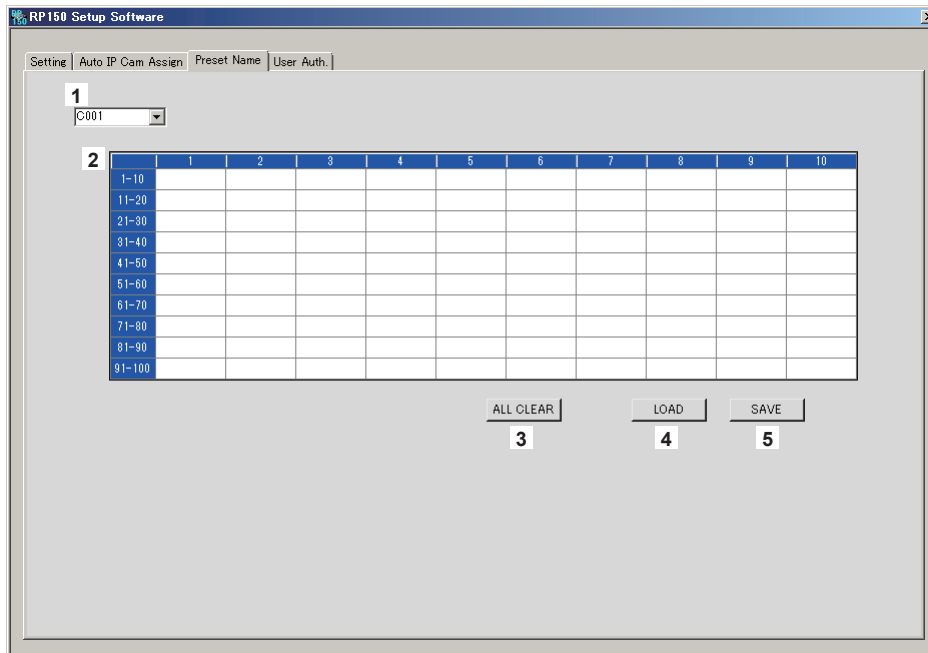 RP150 Setup Software
Setting Auto IP Cam Assign Preset Name User Auth.
1
C001
2
1 2 3 4 5 6 7 8 9 10
1-10
11-20
21-30
31-40
41-50
51-60
61-70
71-80
81-90
91-100
ALL CLEAR LOAD SAVE
3 4 5